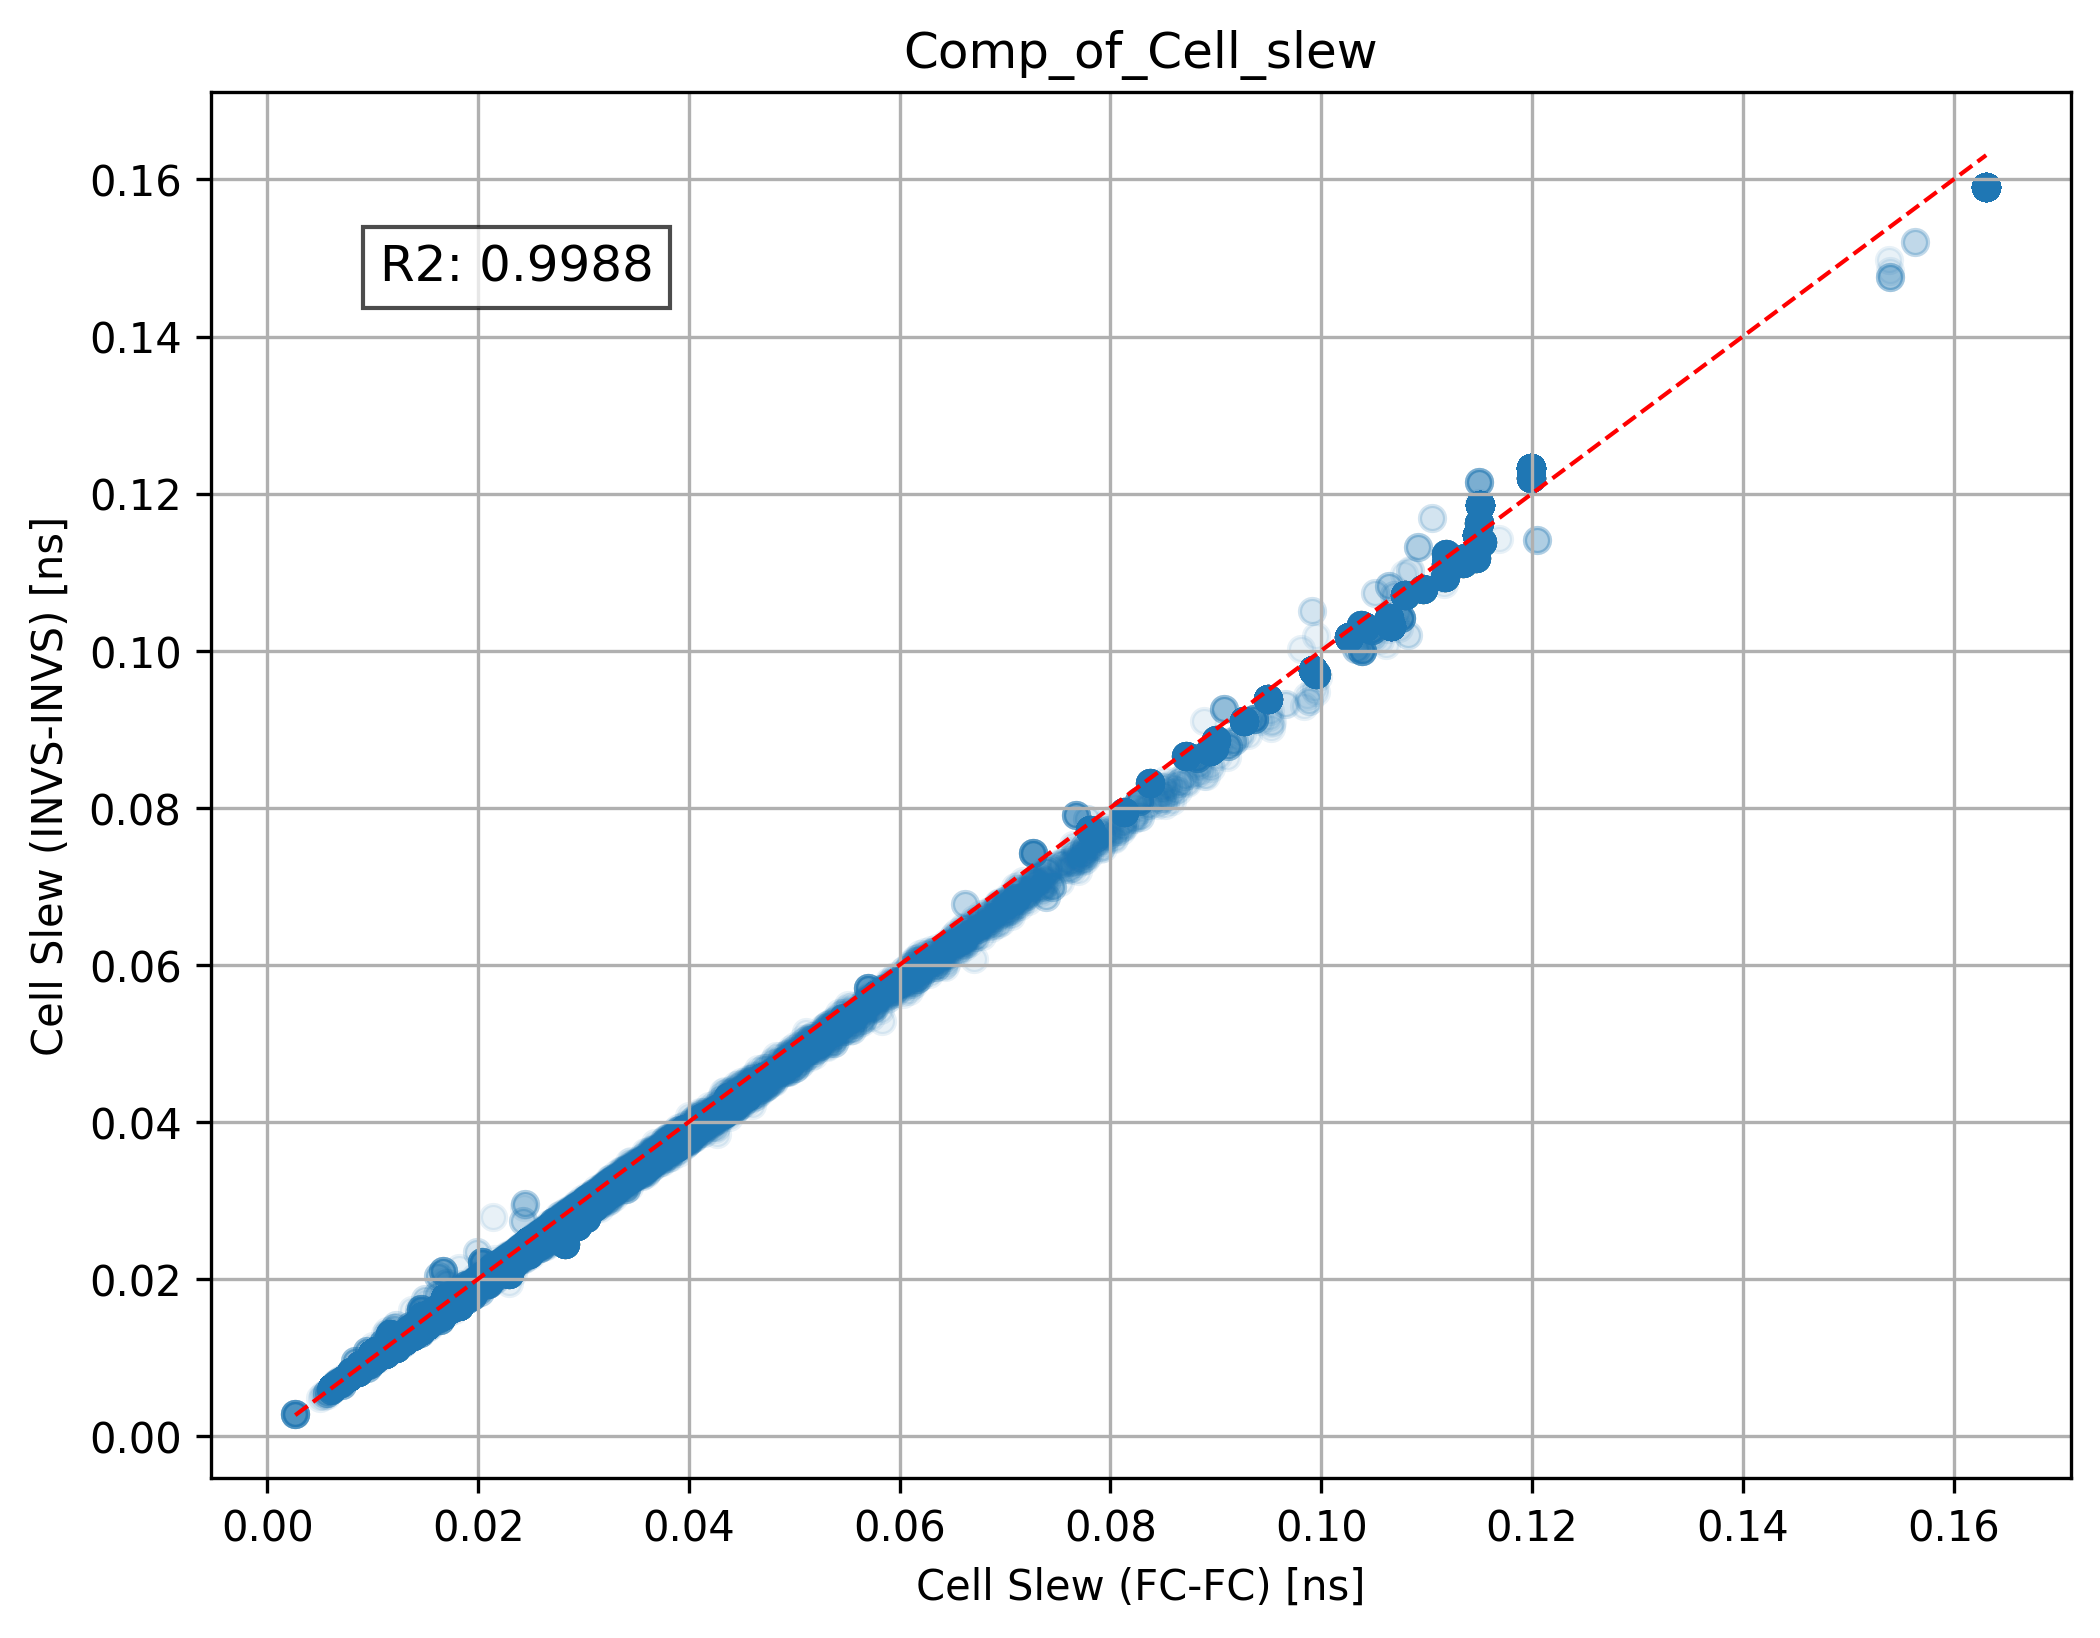 Comp_of_Cell_slew
R2: 0.9988
Cell Slew (INVS-INVS) [ns]
0.16
0.14
0.12
0.10
0.08
0.06
0.04
0.02
0.00
0.00 0.02 0.04 0.06 0.08 0.10 0.12 0.14 0.16
Cell Slew (FC-FC) [ns]